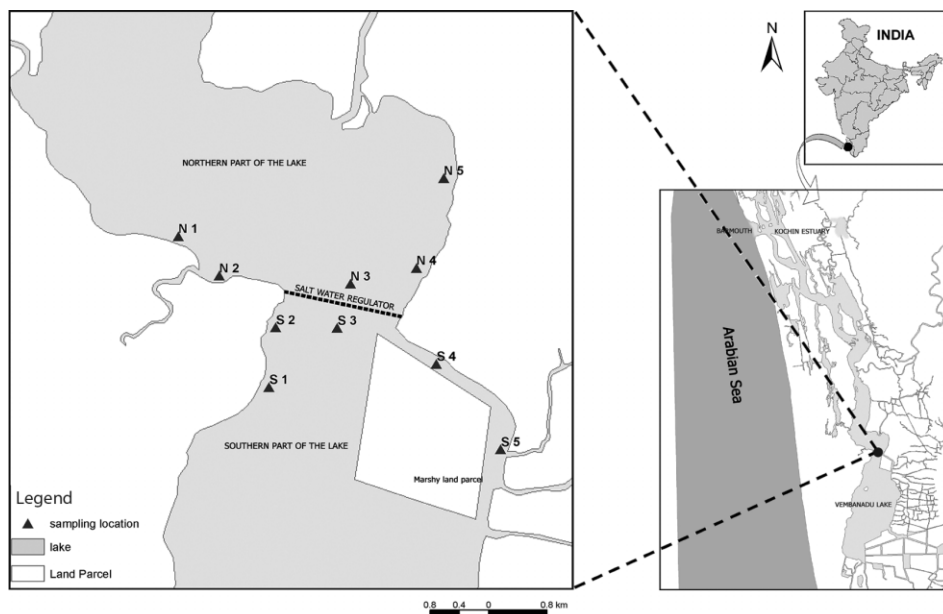 NORTHERN PART OF THE LAKE
N 5
N 1
N 2
N 3
N 4
SALT WATER REGULATOR
S 2
S 3
S 4
S 1
SOUTHERN PART OF THE LAKE
S 5
Marshy land parcel
Legend
sampling location
lake
Land Parcel
0.8 0.4 0 0.8 km
N
INDIA
BARMOUTH
KOCHIN ESTUARY
Arabian Sea
VEMBANADU LAKE